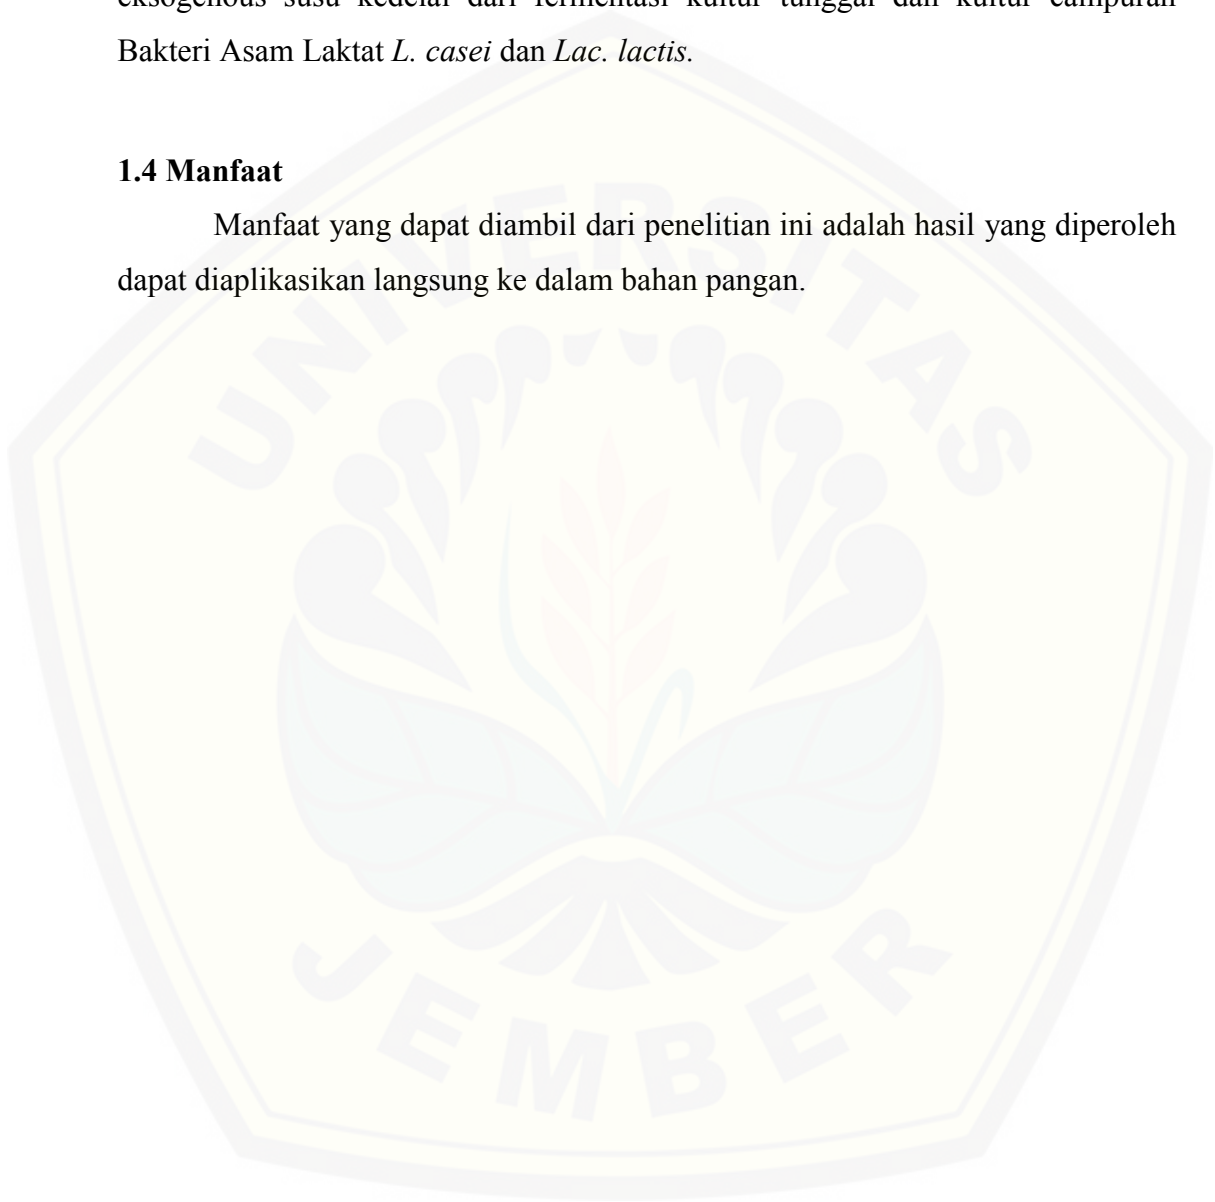 eksogenous susu kedelai dari fermentasi kultur tunggal dan kultur campuran
Bakteri Asam Laktat L. casei dan Lac. lactis.
1.4 Manfaat
Manfaat yang dapat diambil dari penelitian ini adalah hasil yang diperoleh
dapat diaplikasikan langsung ke dalam bahan pangan.
UNIVERSITAS
JEMBER